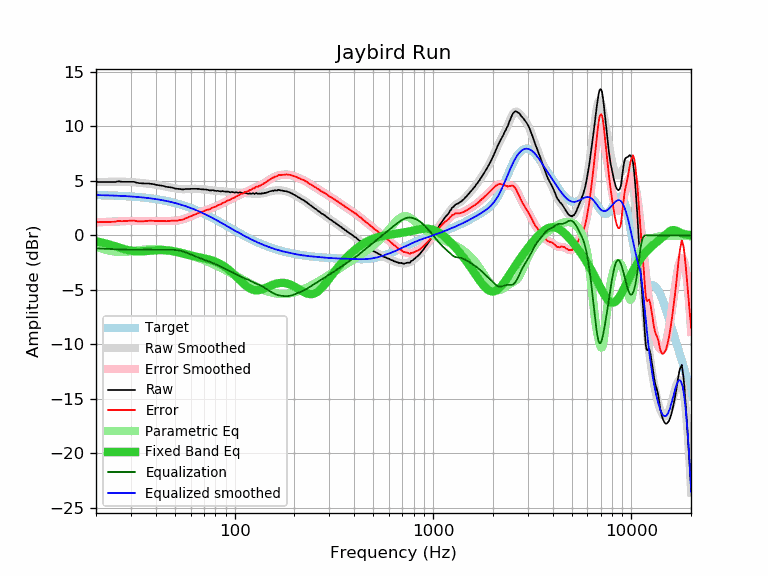 Jaybird Run
15
10
5
0
−5
−10
−15
−20
−25
Amplitude (dBr)
Target
Raw Smoothed
Error Smoothed
Raw
Error
Parametric Eq
Fixed Band Eq
Equalization
Equalized smoothed
100
1000
10000
Frequency (Hz)